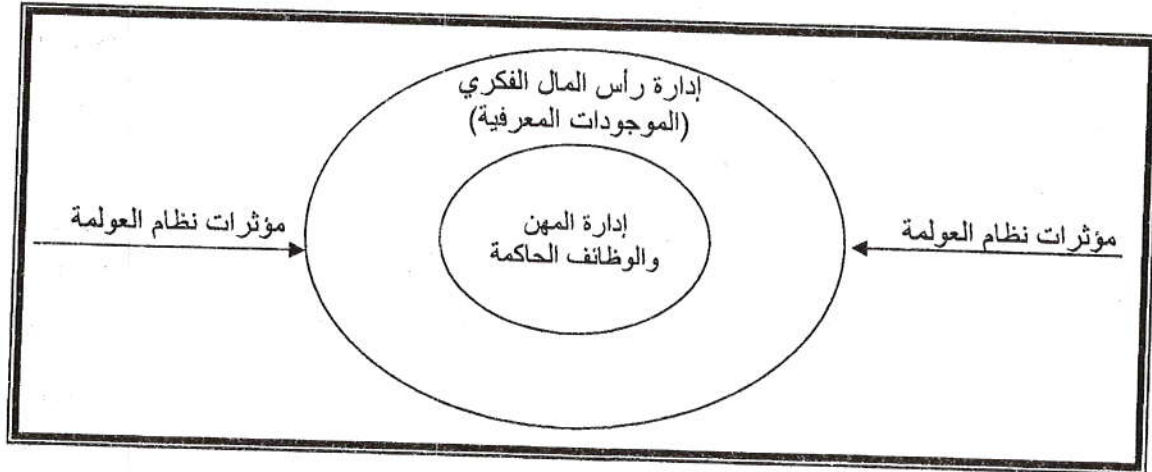 إدارة رأس المال الفكري
(الموجودات المعرفية)
مؤثرات نظام العولمة
إدارة المهن
والوظائف الحاكمة
مؤثرات نظام العولمة